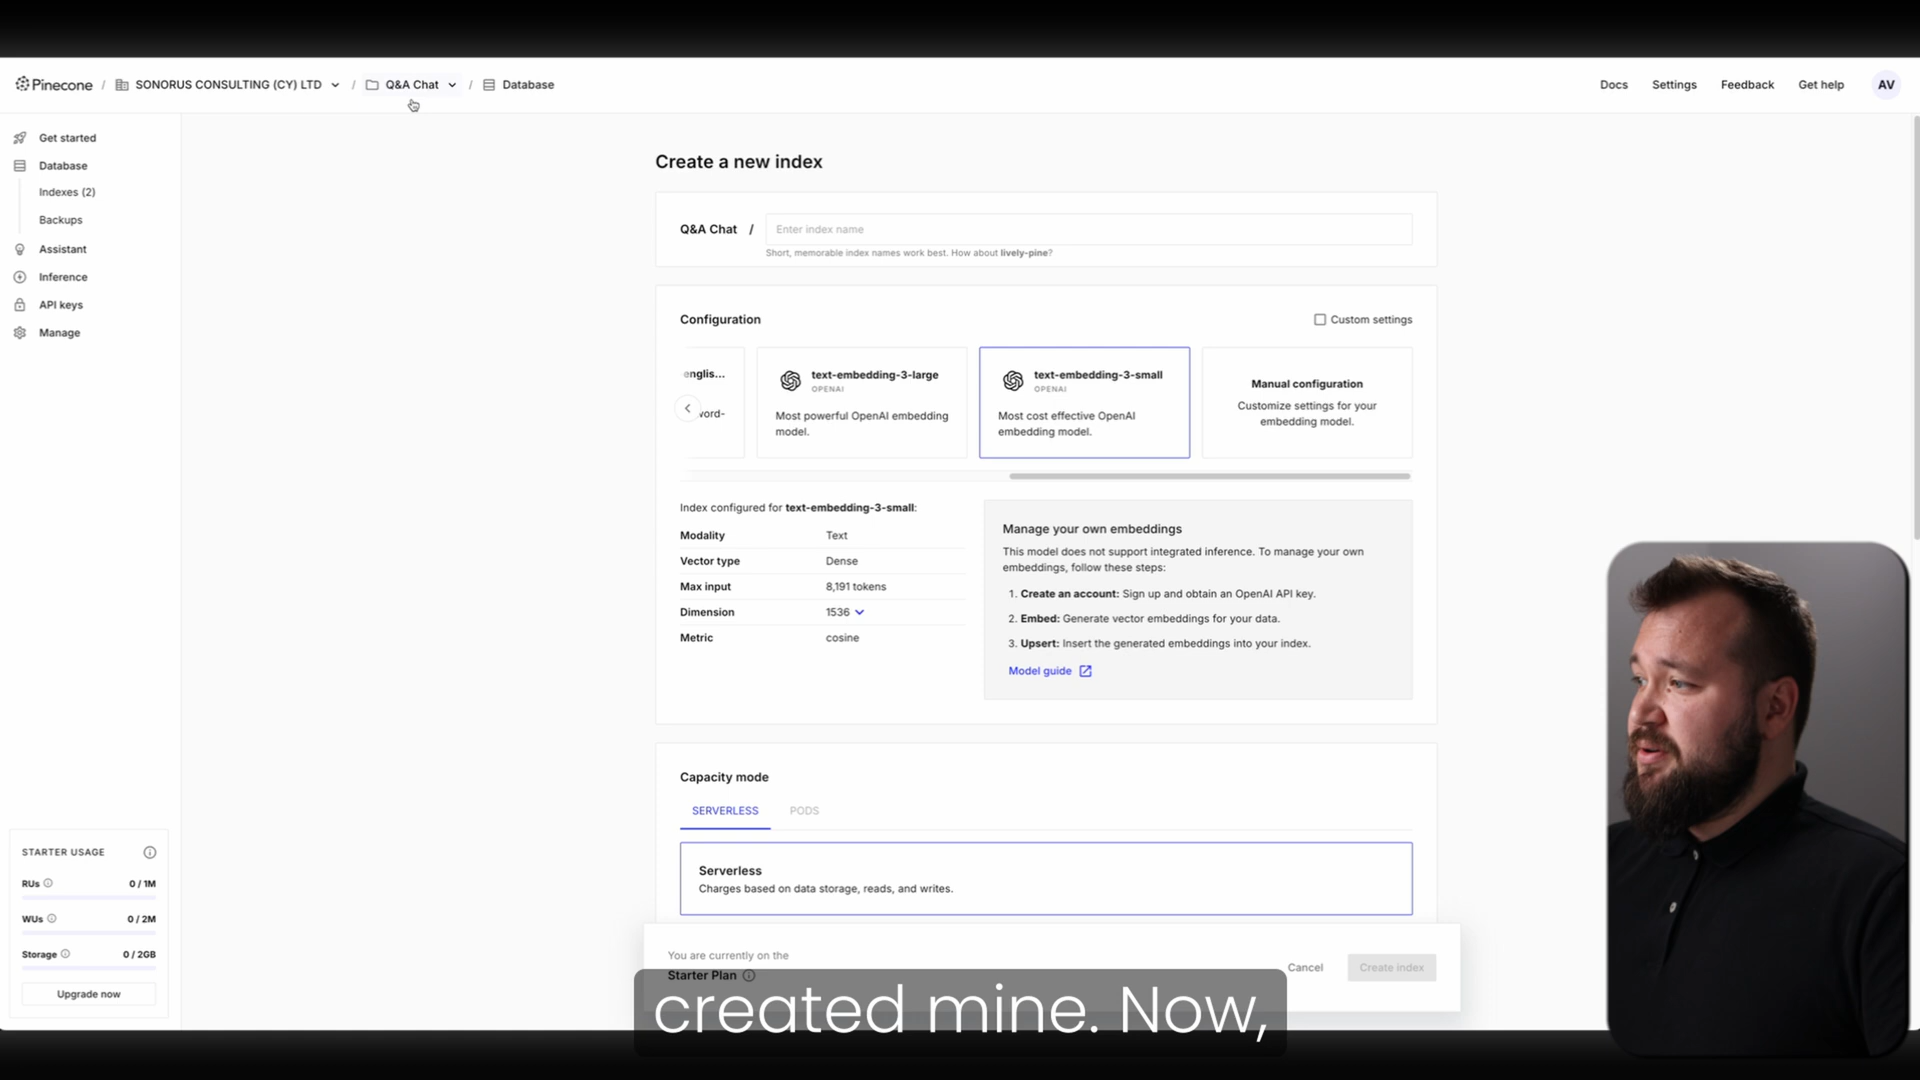 Pinecone / SONORUS CONSULTING (CY) LTD / Q&A Chat / Database
Docs Settings Feedback Get help AV
Get started
Database
Indexes (2)
Backups
Assistant
Inference
API keys
Manage
STARTER USAGE
RUs 0 / 1M
WUs 0 / 2M
Storage 0 / 2GB
Upgrade now
Create a new index
Q&A Chat / Enter index name
Short, memorable index names work best. How about lively-pine?
Configuration
Custom settings
englis...
word-
text-embedding-3-large
OPENAI
Most powerful OpenAI embedding
model.
text-embedding-3-small
OPENAI
Most cost effective OpenAI
embedding model.
Manual configuration
Customize settings for your
embedding model.
Index configured for text-embedding-3-small:
Modality Text
Vector type Dense
Max input 8,191 tokens
Dimension 1536
Metric cosine
Manage your own embeddings
This model does not support integrated inference. To manage your own
embeddings, follow these steps:
1. Create an account: Sign up and obtain an OpenAI API key.
2. Embed: Generate vector embeddings for your data.
3. Upsert: Insert the generated embeddings into your index.
Model guide
Capacity mode
SERVERLESS PODS
Serverless
Charges based on data storage, reads, and writes.
You are currently on the
Starter Plan
Cancel Create index
created mine. Now,